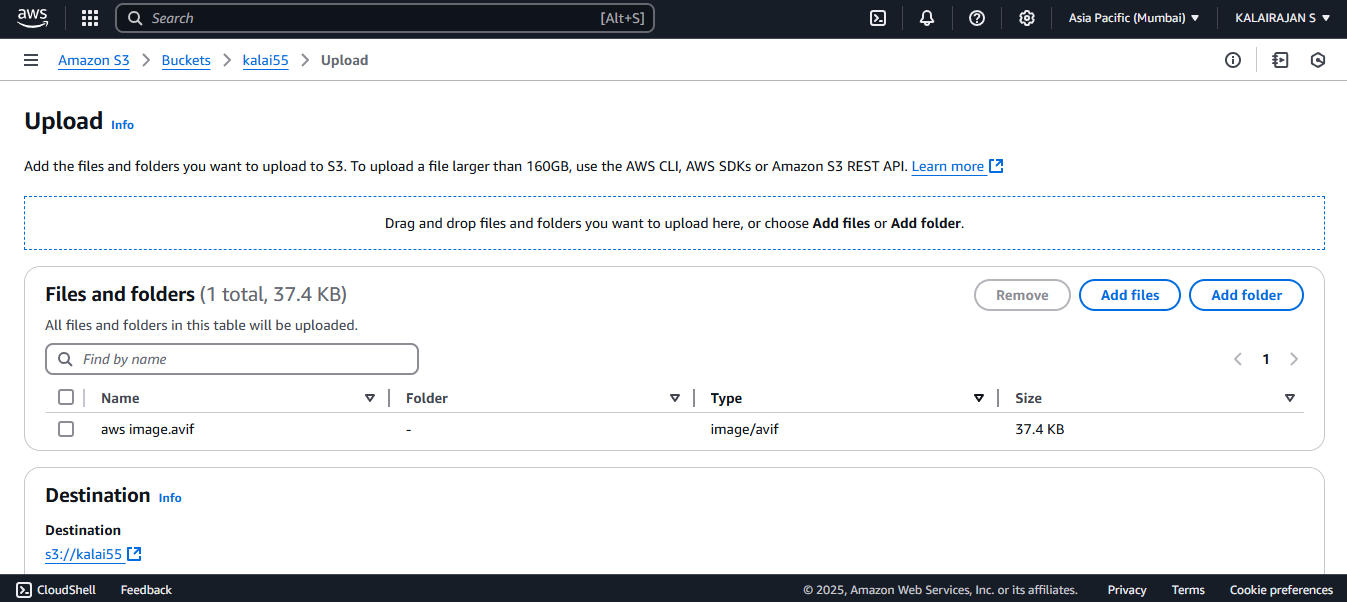 aws Search [Alt+S] Asia Pacific (Mumbai) KALAIRAJAN S
Amazon S3 Buckets kalai55 Upload
Upload Info
Add the files and folders you want to upload to S3. To upload a file larger than 160GB, use the AWS CLI, AWS SDKs or Amazon S3 REST API. Learn more
Drag and drop files and folders you want to upload here, or choose Add files or Add folder.
Files and folders (1 total, 37.4 KB) Remove Add files Add folder
All files and folders in this table will be uploaded.
Find by name 1
Name Folder Type Size
aws image.avif - image/avif 37.4 KB
Destination Info
Destination
s3://kalai55
CloudShell Feedback © 2025, Amazon Web Services, Inc. or its affiliates. Privacy Terms Cookie preferences